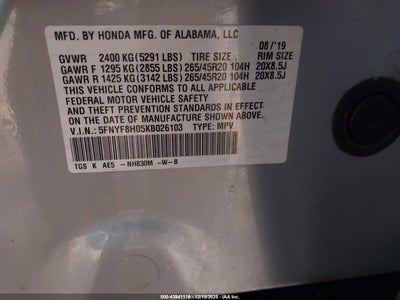 MFD. BY HONDA MFG. OF ALABAMA, LLC
08 / '19
GVWR 2400 KG (5291 LBS) TIRE SIZE RIM SIZE
GAWR F 1295 KG (2855 LBS) 265/45R20 104H 20X8.5J
GAWR R 1425 KG (3142 LBS) 265/45R20 104H 20X8.5J
THIS VEHICLE CONFORMS TO ALL APPLICABLE
FEDERAL MOTOR VEHICLE SAFETY, BUMPER,
AND THEFT PREVENTION STANDARDS IN EFFECT
ON THE DATE OF MANUFACTURE SHOWN ABOVE.
V.I.N.: 5FNYF8H05KB026103 TYPE: MPV
TGS K AE5 - NH830M -W-B
000-43941116 - 12/15/2025 - IAA, Inc.